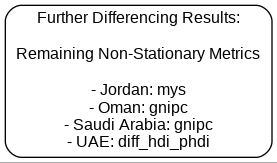 Further Differencing Results:
Remaining Non-Stationary Metrics
- Jordan: mys
- Oman: gnipc
- Saudi Arabia: gnipc
- UAE: diff_hdi_phdi